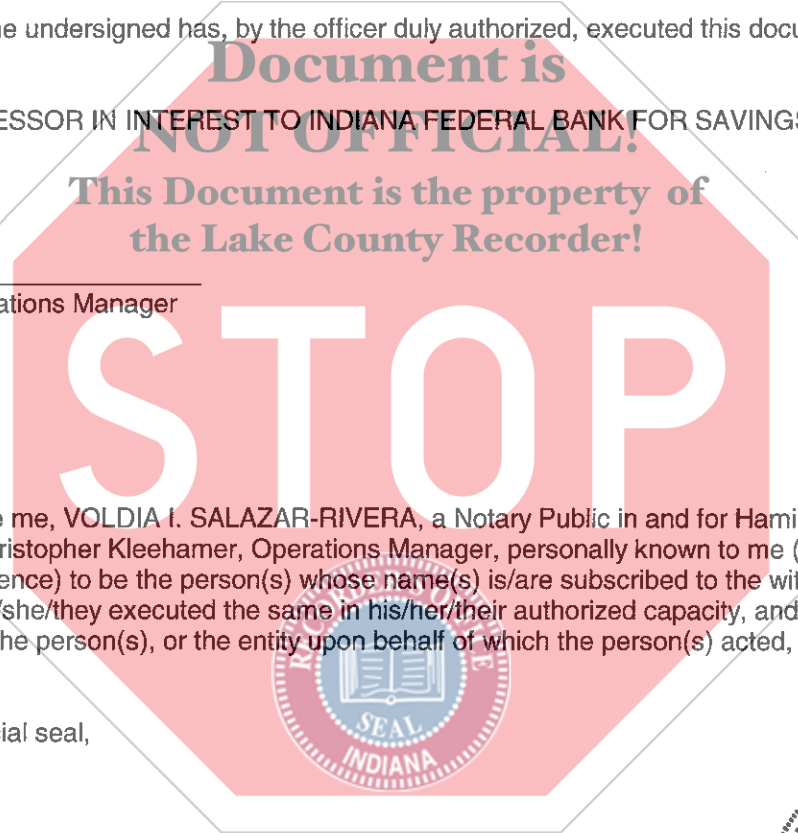 ne undersigned has, by the officer duly authorized, executed this docu
Document is
ESSOR IN INTEREST TO INDIANA FEDERAL BANK FOR SAVINGS
NOT OFFICIAL!
This Document is the property of
the Lake County Recorder!
ations Manager
STOP
e me, VOLDIA I. SALAZAR-RIVERA, a Notary Public in and for Hami
ristopher Kleehamer, Operations Manager, personally known to me (
ence) to be the person(s) whose name(s) is/are subscribed to the wit
/she/they executed the same in his/her/their authorized capacity, and
he person(s), or the entity upon behalf of which the person(s) acted,
RECORDER'S OFFICE
SEAL
INDIANA
cial seal,